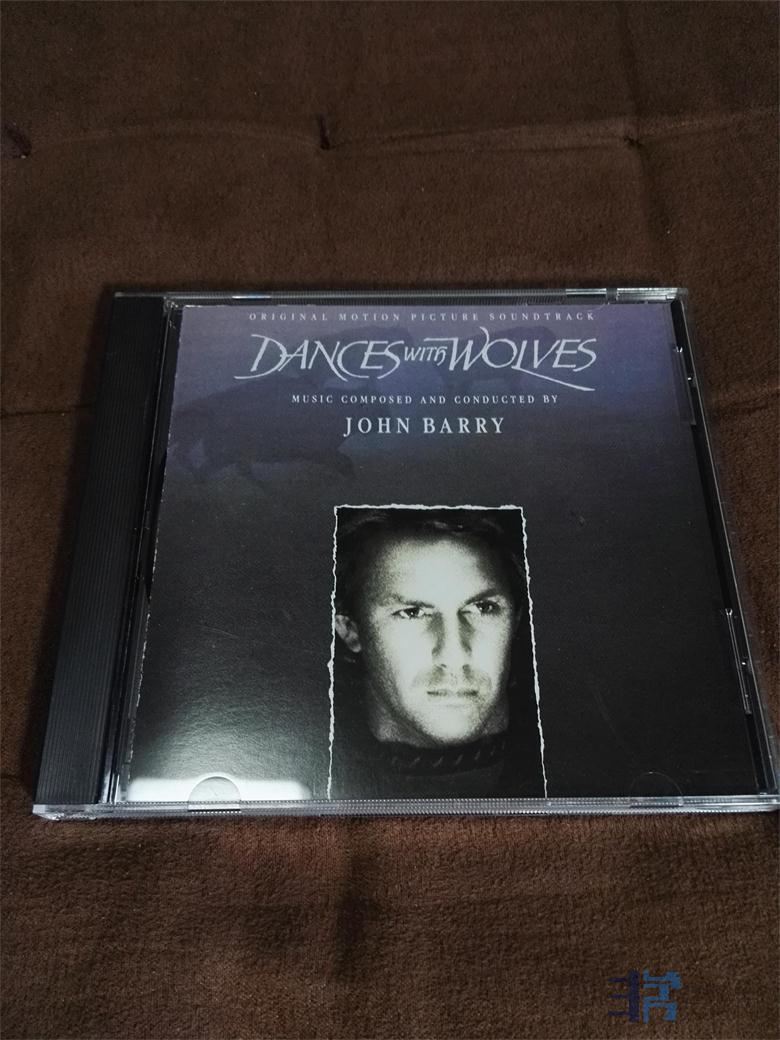 ORIGINAL MOTION PICTURE SOUNDTRACK
DANCES WITH WOLVES
MUSIC COMPOSED AND CONDUCTED BY
JOHN BARRY